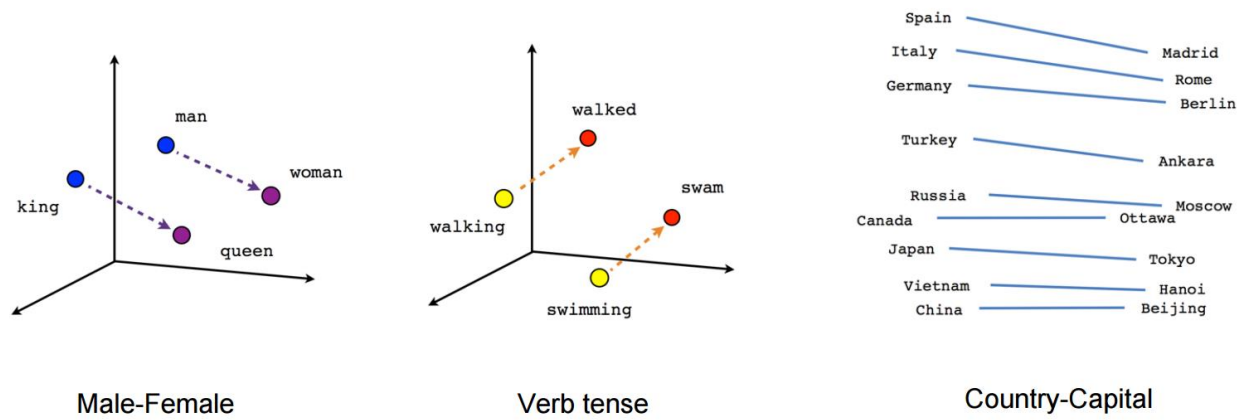 man
woman
king
queen
Male-Female
walked
swam
walking
swimming
Verb tense
Spain
Madrid
Italy
Rome
Germany
Berlin
Turkey
Ankara
Russia
Moscow
Canada
Ottawa
Japan
Tokyo
Vietnam
Hanoi
China
Beijing
Country-Capital